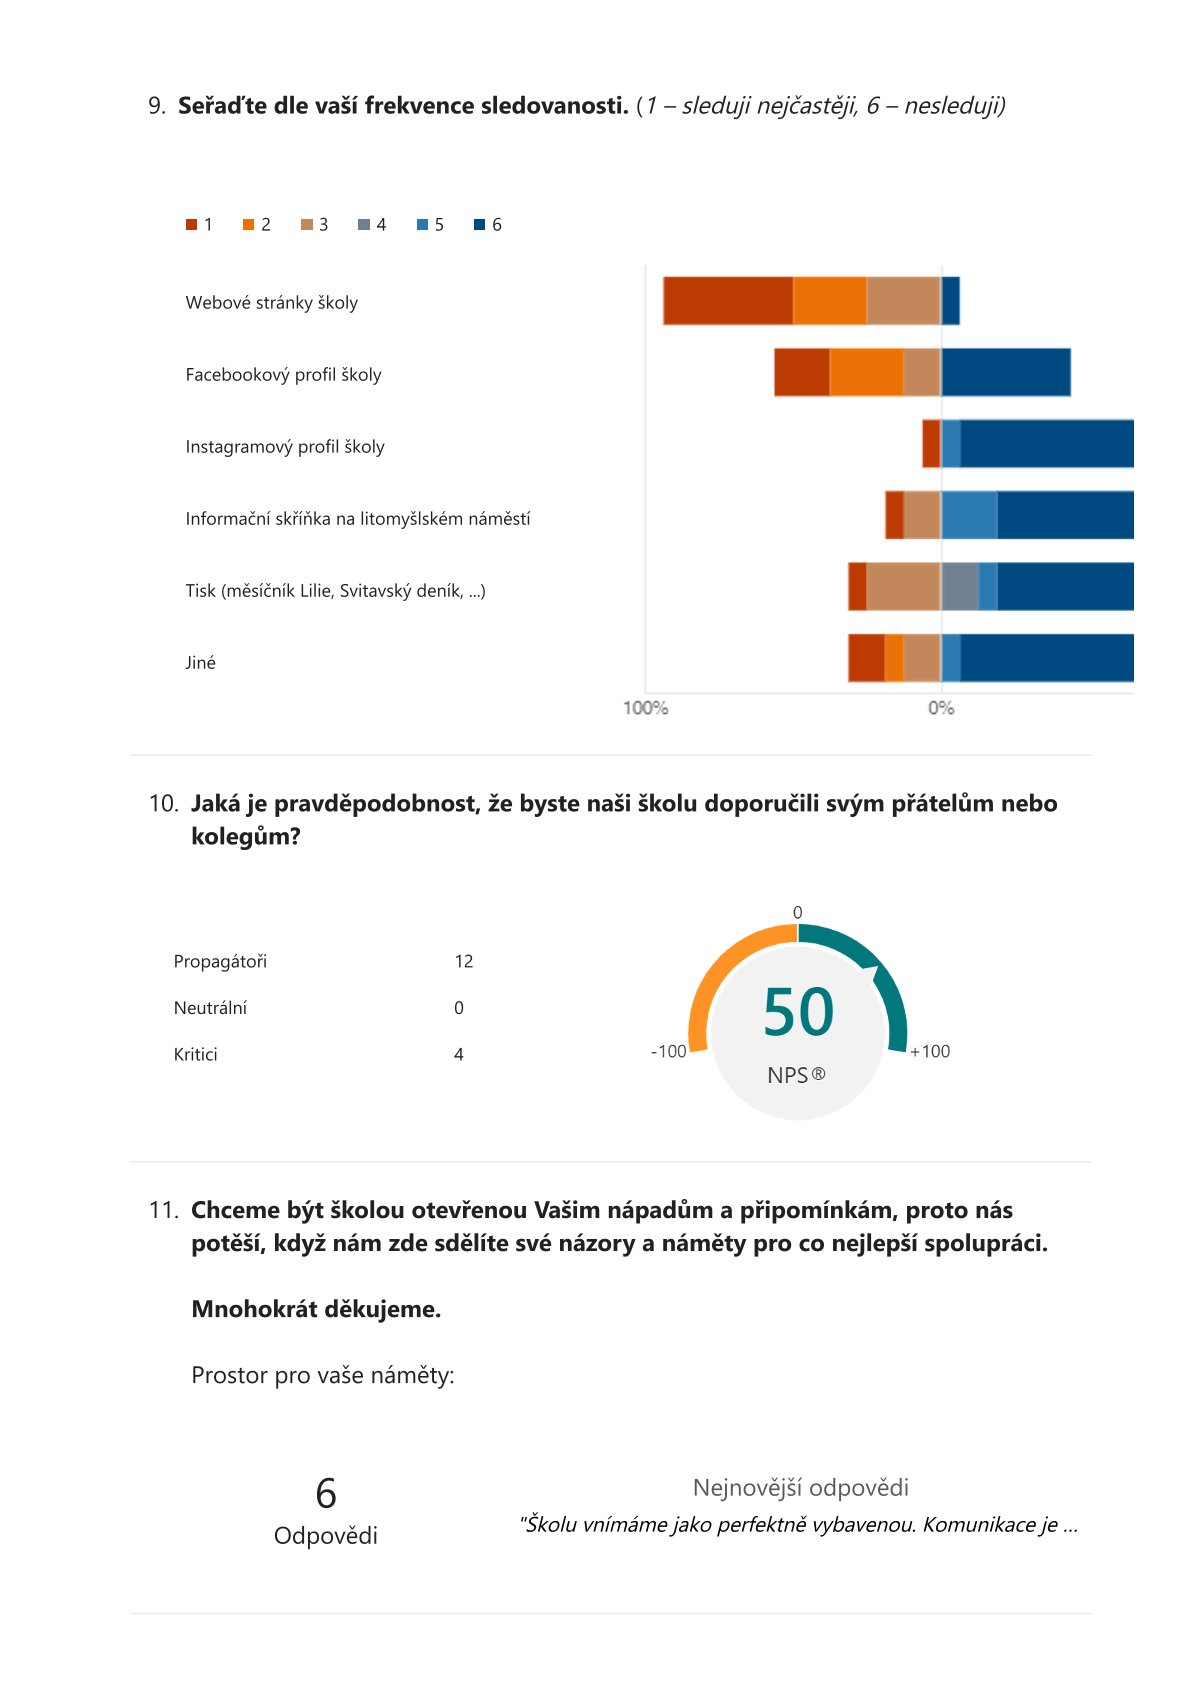 9. Seřaďte dle vaší frekvence sledovanosti. (1 – sleduji nejčastěji, 6 – nesleduji)
1 2 3 4 5 6
Webové stránky školy
Facebookový profil školy
Instagramový profil školy
Informační skříňka na litomyšlském náměstí
Tisk (měsíčník Lilie, Svitavský deník, ...)
Jiné
100% 0%
10. Jaká je pravděpodobnost, že byste naši školu doporučili svým přátelům nebo
kolegům?
Propagátoři 12
Neutrální 0
Kritici 4
0
50
-100 +100
NPS®
11. Chceme být školou otevřenou Vašim nápadům a připomínkám, proto nás
potěší, když nám zde sdělíte své názory a náměty pro co nejlepší spolupráci.
Mnohokrát děkujeme.
Prostor pro vaše náměty:
6
Odpovědi
Nejnovější odpovědi
"Školu vnímáme jako perfektně vybavenou. Komunikace je ...